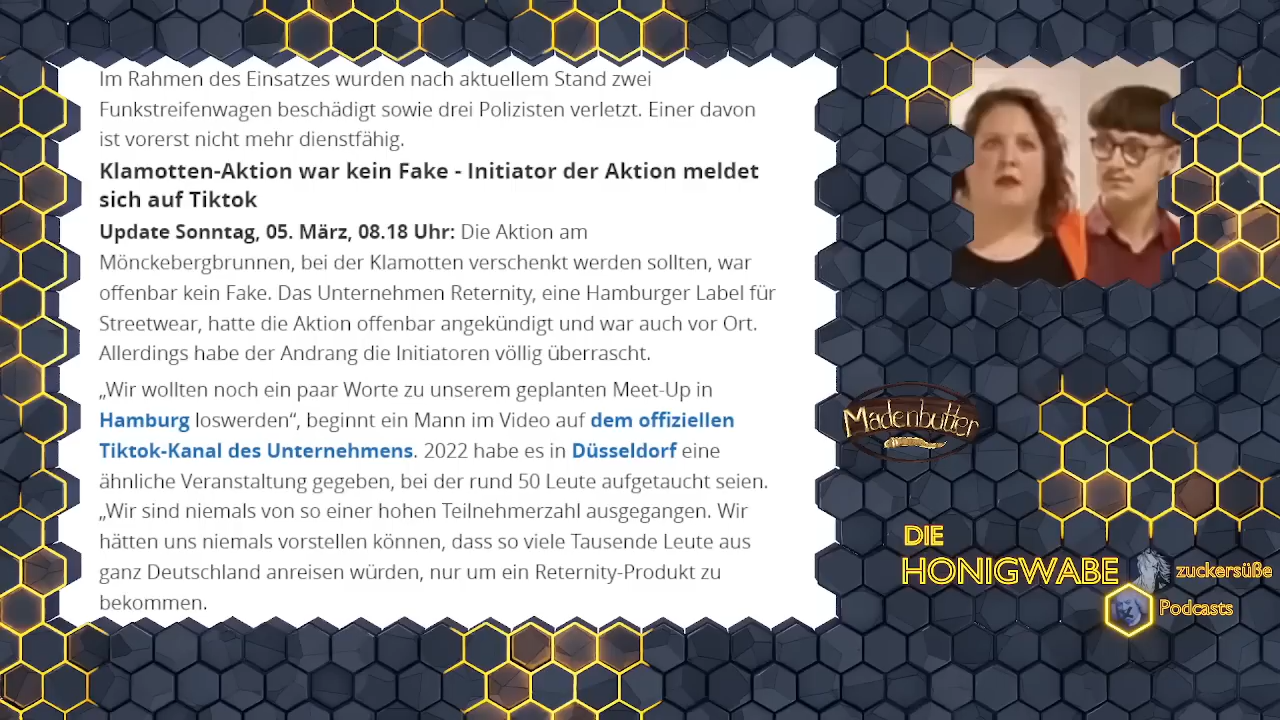 Im Rahmen des Einsatzes wurden nach aktuellem Stand zwei
Funkstreifenwagen beschädigt sowie drei Polizisten verletzt. Einer davon
ist vorerst nicht mehr dienstfähig.
Klamotten-Aktion war kein Fake - Initiator der Aktion meldet
sich auf Tiktok
Update Sonntag, 05. März, 08.18 Uhr: Die Aktion am
Mönckebergbrunnen, bei der Klamotten verschenkt werden sollten, war
offenbar kein Fake. Das Unternehmen Reternity, eine Hamburger Label für
Streetwear, hatte die Aktion offenbar angekündigt und war auch vor Ort.
Allerdings habe der Andrang die Initiatoren völlig überrascht.
„Wir wollten noch ein paar Worte zu unserem geplanten Meet-Up in
Hamburg loswerden“, beginnt ein Mann im Video auf dem offiziellen
Tiktok-Kanal des Unternehmens. 2022 habe es in Düsseldorf eine
ähnliche Veranstaltung gegeben, bei der rund 50 Leute aufgetaucht seien.
„Wir sind niemals von so einer hohen Teilnehmerzahl ausgegangen. Wir
hätten uns niemals vorstellen können, dass so viele Tausende Leute aus
ganz Deutschland anreisen würden, nur um ein Reternity-Produkt zu
bekommen.
Madenbutter
DIE
HONIGWABE
zuckersüße
Podcasts